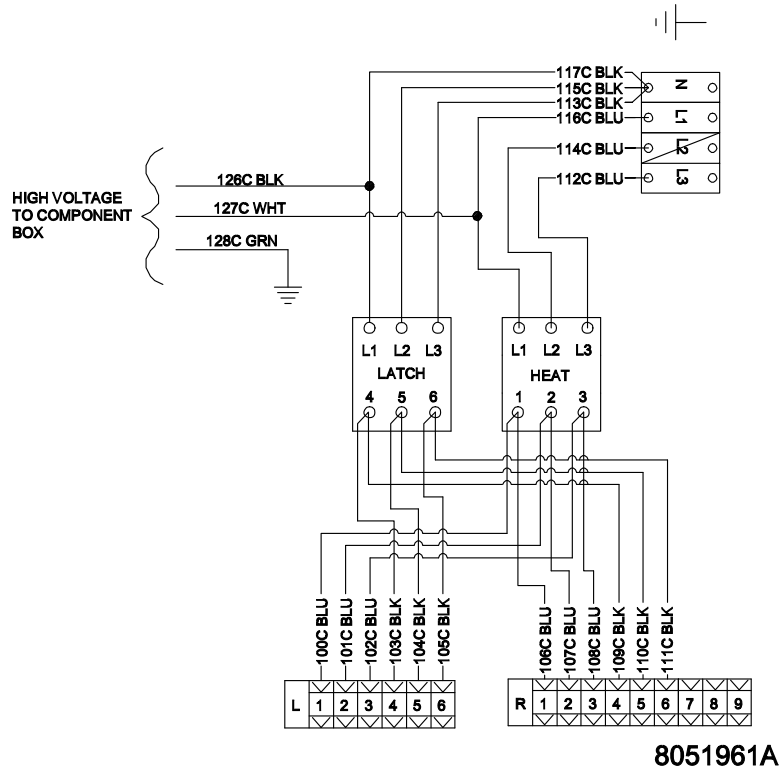 117C BLK
115C BLK
113C BLK
116C BLU
114C BLU
112C BLU
N
L1
L2
L3
126C BLK
127C WHT
128C GRN
HIGH VOLTAGE
TO COMPONENT
BOX
L1 L2 L3
LATCH
4 5 6
L1 L2 L3
HEAT
1 2 3
100C BLU
101C BLU
102C BLU
103C BLK
104C BLK
105C BLK
106C BLU
107C BLU
108C BLU
109C BLK
110C BLK
111C BLK
L 1 2 3 4 5 6
R 1 2 3 4 5 6 7 8 9
8051961A